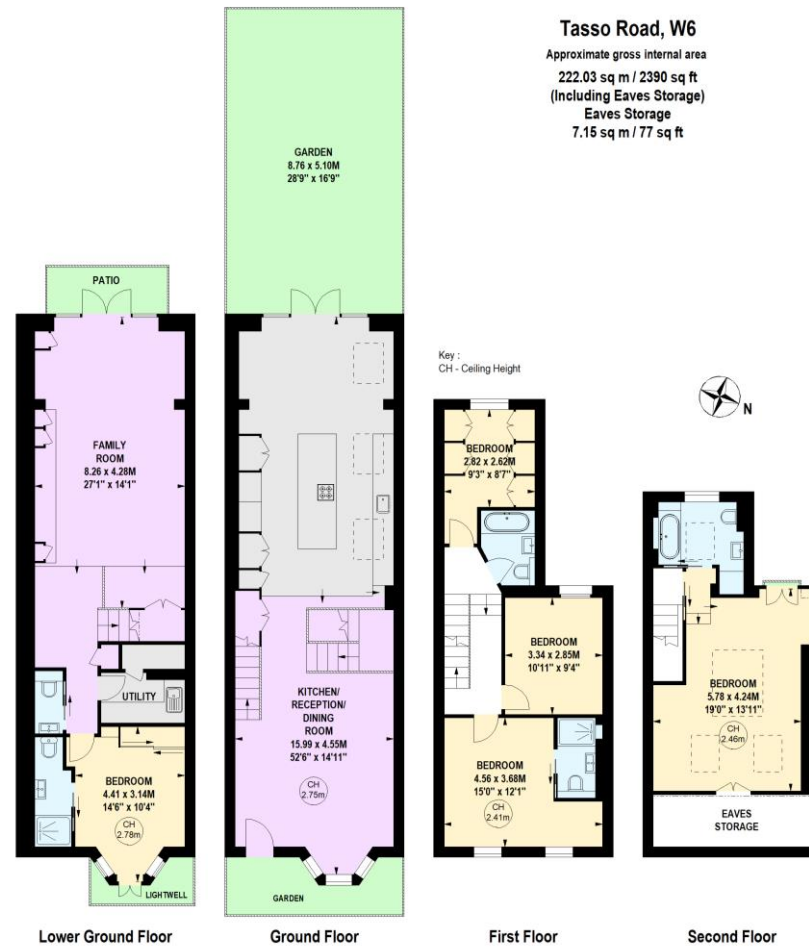 Tasso Road, W6
Approximate gross internal area
222.03 sq m / 2390 sq ft
(Including Eaves Storage)
Eaves Storage
7.15 sq m / 77 sq ft
GARDEN
8.76 x 5.10M
28'9" x 16'9"
PATIO
FAMILY
ROOM
8.26 x 4.28M
27'1" x 14'1"
UTILITY
BEDROOM
4.41 x 3.14M
14'6" x 10'4"
CH
2.78m
LIGHTWELL
Lower Ground Floor
KITCHEN/
RECEPTION/
DINING
ROOM
15.99 x 4.55M
52'6" x 14'11"
CH
2.75m
GARDEN
Ground Floor
Key :
CH - Ceiling Height
BEDROOM
2.82 x 2.62M
9'3" x 8'7"
BEDROOM
3.34 x 2.85M
10'11" x 9'4"
BEDROOM
4.56 x 3.68M
15'0" x 12'1"
CH
2.41m
First Floor
N
BEDROOM
5.78 x 4.24M
19'0" x 13'11"
CH
2.46m
EAVES
STORAGE
Second Floor